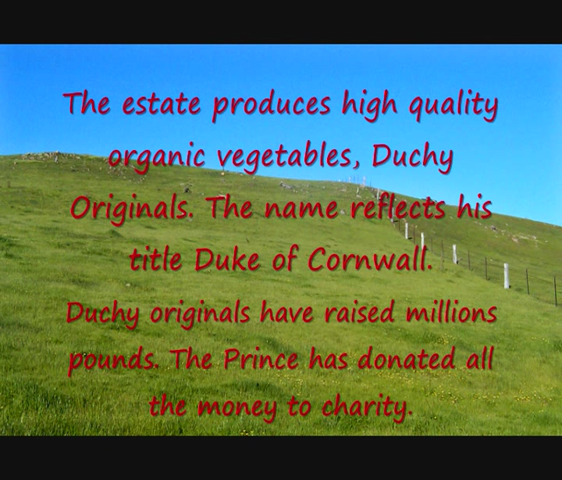 The estate produces high quality
organic vegetables, Duchy
Originals. The name reflects his
title Duke of Cornwall.
Duchy originals have raised millions
pounds. The Prince has donated all
the money to charity.